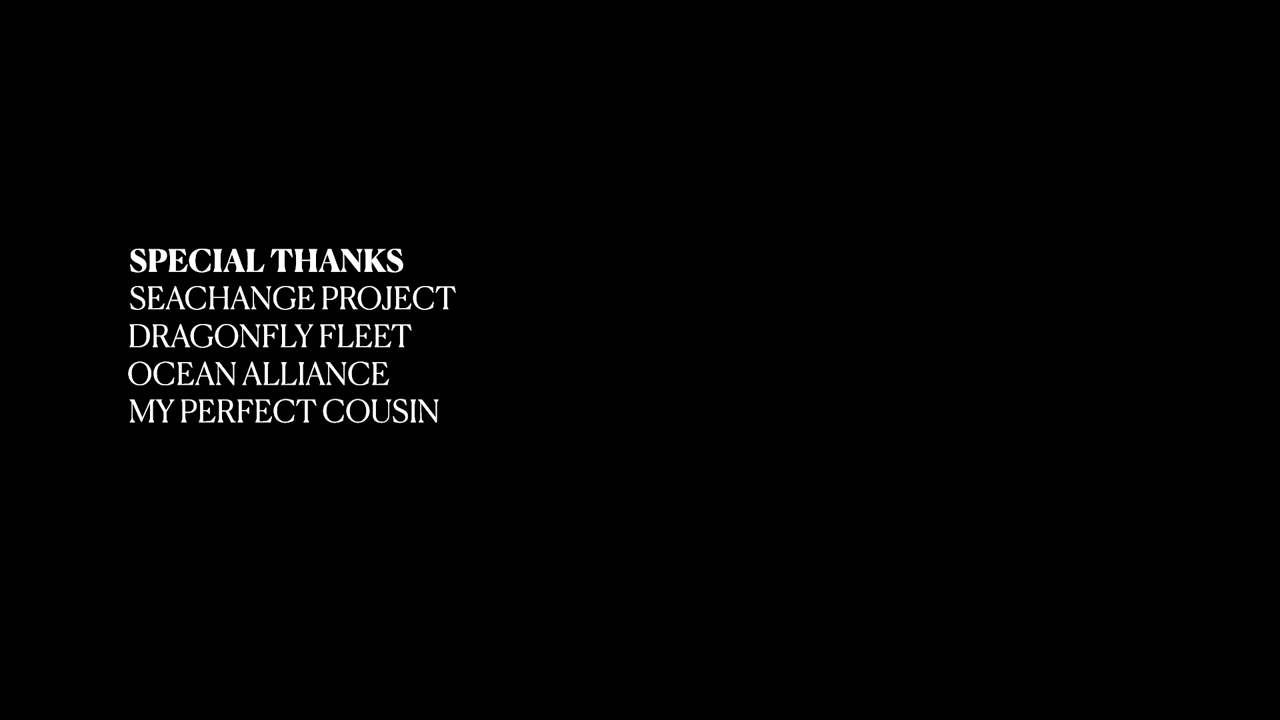 SPECIAL THANKS
SEACHANGE PROJECT
DRAGONFLY FLEET
OCEAN ALLIANCE
MY PERFECT COUSIN